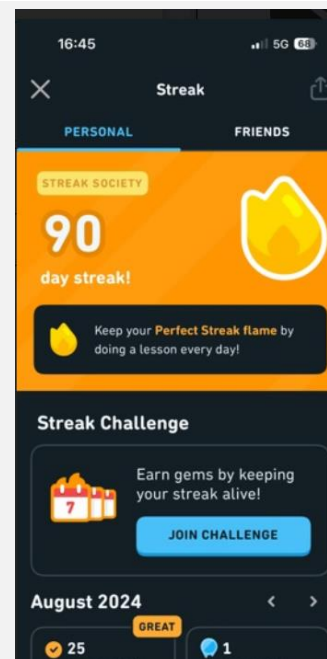 16:45
5G 68
Streak
PERSONAL FRIENDS
STREAK SOCIETY
90
day streak!
Keep your Perfect Streak flame by
doing a lesson every day!
Streak Challenge
7
Earn gems by keeping
your streak alive!
JOIN CHALLENGE
August 2024
GREAT
25
1